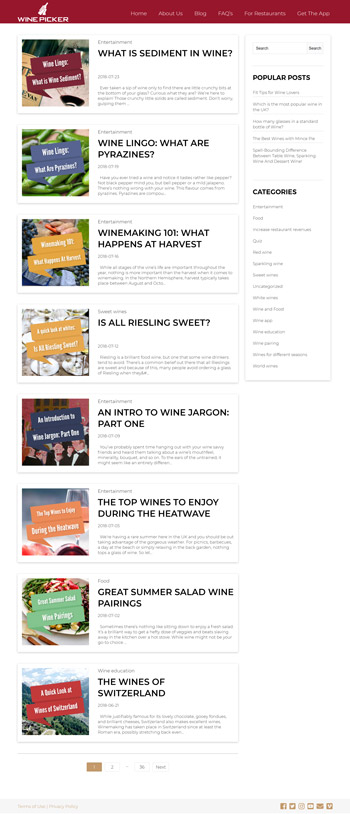 WINE PICKER
Home About Us Blog FAQ's For Restaurants Get The App
Wine Lingo:
What is Sediment in Wine?
Entertainment
WHAT IS SEDIMENT IN WINE?
2018-07-23
Ever taken a sip of wine only to find there are little crunchy bits at
the bottom of your glass? Curious what they are? We're here to
explain! Those crunchy little solids are called sediment. Don't worry,
guzzling them ...
Wine Lingo:
What Are Pyrazines?
Entertainment
WINE LINGO: WHAT ARE
PYRAZINES?
Have you ever tried a wine and notice it tastes rather like pepper?
Not black pepper mind you, but bell pepper or a mild jalapeño.
There's nothing wrong with your wine. This flavour comes from
pyrazines. Pyrazines are compou...
Winemaking 101:
What Happens At Harvest
Entertainment
WINEMAKING 101: WHAT
HAPPENS AT HARVEST
While all stages of the wine's life are important throughout the
year, nothing is more important than the harvest when it comes to
winemaking. In the Northern Hemisphere, harvest typically takes
place between August and Octo...
A quick look at whites:
Is All Riesling Sweet?
Sweet wines
IS ALL RIESLING SWEET?
2018-07-12
Riesling is a brilliant food wine, but one that some wine drinkers
tend to avoid. There's a common belief out there that all Rieslings
are sweet and because of this, many people avoid ordering a glass
of Riesling when they
An Introduction to
Wine Jargon: Part One
Entertainment
AN INTRO TO WINE JARGON:
PART ONE
2018-07-09
You've probably spent time hanging out with your wine savvy
friends and heard them talking about a wine's mouthfeel,
minerality, bouquet, and so on. To the ears of the untrained, it
might seem like an entirely differen...
The Top Wines to Enjoy
During the Heatwave
Entertainment
THE TOP WINES TO ENJOY
DURING THE HEATWAVE
2018-07-05
We're having a rare summer here in the UK and you should be out
taking advantage of the gorgeous weather. For picnics, barbecues,
a day at the beach or simply relaxing in the back garden, nothing
tops a glass of wine. So let...
Great Summer Salad
Wine Pairings
Food
GREAT SUMMER SALAD WINE
PAIRINGS
2018-07-02
Sometimes there's nothing like sitting down to enjoy a fresh salad.
It's a brilliant way to get a hefty dose of veggies and beats slaving
away in the kitchen over a hot stove. While wine might not be your
go-to choice ...
A Quick Look at
Wines of Switzerland
Wine education
THE WINES OF
SWITZERLAND
2018-06-21
While justifiably famous for its lovely chocolate, gooey fondues,
and brilliant cheeses, Switzerland also makes excellent wines.
Winemaking has taken place in Switzerland since at least the
Roman era, possibly stretching back even...
1 2 ... 36 Next
Search Search
POPULAR POSTS
Fit Tips for Wine Lovers
Which is the most popular wine in
the UK?
How many glasses in a standard
bottle of wine?
The Best Wines with Mince Pie
Spell-Bounding Difference
Between Table Wine, Sparkling
Wine And Dessert Wine!
CATEGORIES
Entertainment
Food
Increase restaurant revenues
Quiz
Red wine
Sparkling wine
Sweet wines
Uncategorized
White wines
Wine and Food
Wine app
Wine education
Wine pairing
Wines for different seasons
World wines
Terms of Use | Privacy Policy